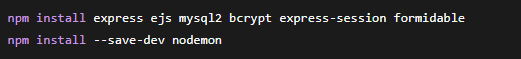 npm install express ejs mysql2 bcrypt express-session formidable
npm install --save-dev nodemon